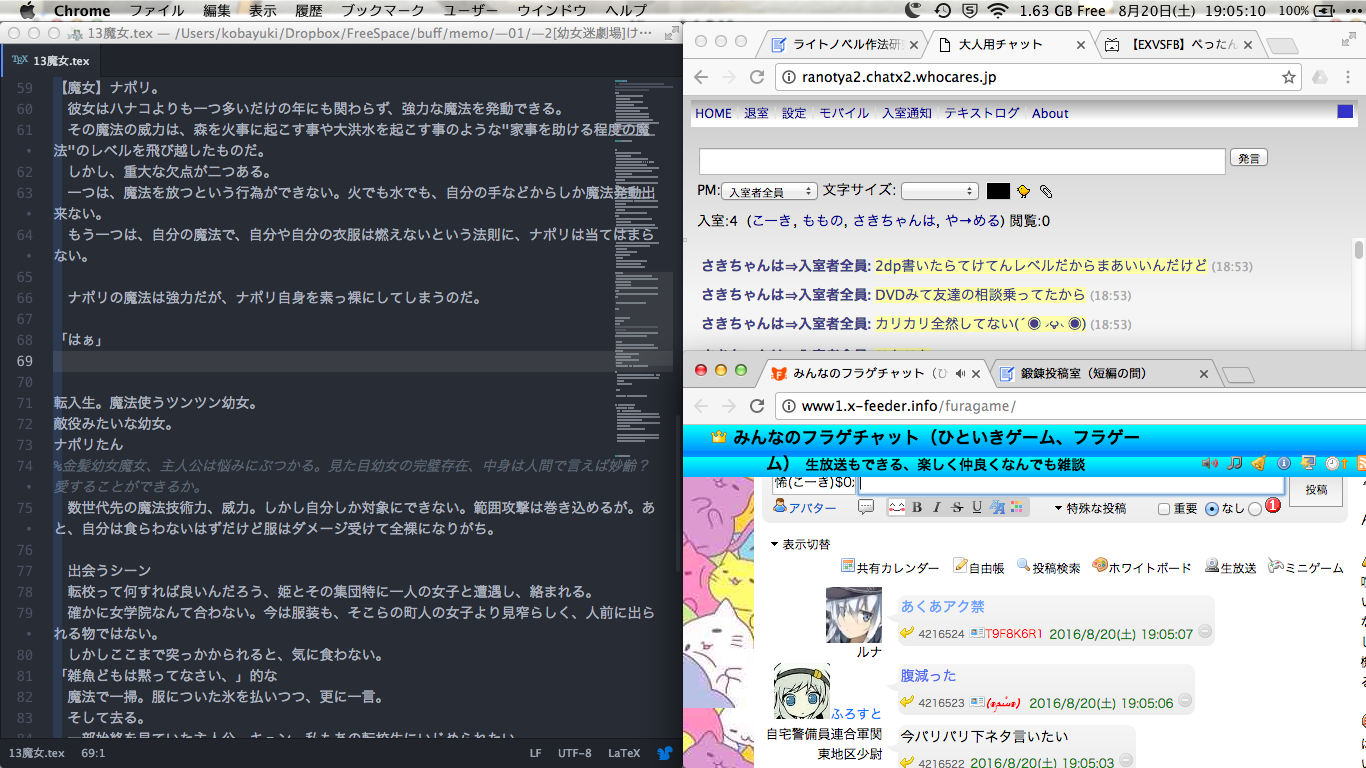 Chrome ファイル 編集 表示 履歴 ブックマーク ユーザー ウインドウ ヘルプ 1.63 GB Free 8月20日(土) 19:05:10 100%
13魔女.tex — /Users/kobayuki/Dropbox/FreeSpace/buff/memo/—01/—2[幼女迷劇場]け…
13魔女.tex
59 【魔女】ナポリ。
60 彼女はハナコよりも一つ多いだけの年にも関わらず、強力な魔法を発動できる。
61 その魔法の威力は、森を火事に起こす事や大洪水を起こす事のような"家事を助ける程度の魔
• 法"のレベルを飛び越したものだ。
62 しかし、重大な欠点が二つある。
63 一つは、魔法を放つという行為ができない。火でも水でも、自分の手などからしか魔法発動出
• 来ない。
64 もう一つは、自分の魔法で、自分や自分の衣服は燃えないという法則に、ナポリは当てはまら
• ない。
65
66 ナポリの魔法は強力だが、ナポリ自身を素っ裸にしてしまうのだ。
67
68 「はぁ」
69
70
71 転入生。魔法使うツンツン幼女。
72 敵役みたいな幼女。
73 ナポリたん
74 %金髪幼女魔女、主人公は悩みにぶつかる。見た目幼女の完璧存在、中身は人間で言えば妙齢？
• 愛することができるか。
75 数世代先の魔法技術力、威力。しかし自分しか対象にできない。範囲攻撃は巻き込めるが。あ
• と、自分は食らわないはずだけど服はダメージ受けて全裸になりがち。
76
77 出会うシーン
78 転校って何すれば良いんだろう、姫とその集団特に一人の女子と遭遇し、絡まれる。
79 確かに女学院なんて合わない。今は服装も、そこらの町人の女子より見窄らしく、人前に出ら
• れる物ではない。
80 しかしここまで突っかかられると、気に食わない。
81 「雑魚どもは黙ってなさい、」的な
82 魔法で一掃。服についた氷を払いつつ、更に一言。
83 そして去る。
13魔女.tex 69:1 LF UTF-8 LaTeX
ライトノベル作法研 大人用チャット 【EXVSFB】ぺったん
ranotya2.chatx2.whocares.jp
HOME 退室 設定 モバイル 入室通知 テキストログ About
発言
PM: 入室者全員 文字サイズ:
入室:4 (こーき, ももの, さきちゃんは, や→める) 閲覧:0
さきちゃんは⇒入室者全員: 2dp書いたらてけてんレベルだからまあいいんだけど (18:53)
さきちゃんは⇒入室者全員: DVDみて友達の相談乗ってたから (18:53)
さきちゃんは⇒入室者全員: カリカリ全然してない(´◉◞౪◟◉) (18:53)
みんなのフラゲチャット（ひ 鍛錬投稿室（短編の間）
www1.x-feeder.info/furagame/
みんなのフラゲチャット（ひといきゲーム、フラゲー
ム） 生放送もできる、楽しく仲良くなんでも雑談
悕(こーき)$0: 投稿
アバター B I S U 特殊な投稿 重要 なし 1
表示切替
共有カレンダー 自由帳 投稿検索 ホワイトボード 生放送 ミニゲーム
あくあアク禁
4216524 T9F8K6R1 2016/8/20(土) 19:05:07
ルナ
腹減った
4216523 2016/8/20(土) 19:05:06
ふろすと
自宅警備員連合軍関
東地区少尉
今バリバリ下ネタ言いたい
4216522 2016/8/20(土) 19:05:03